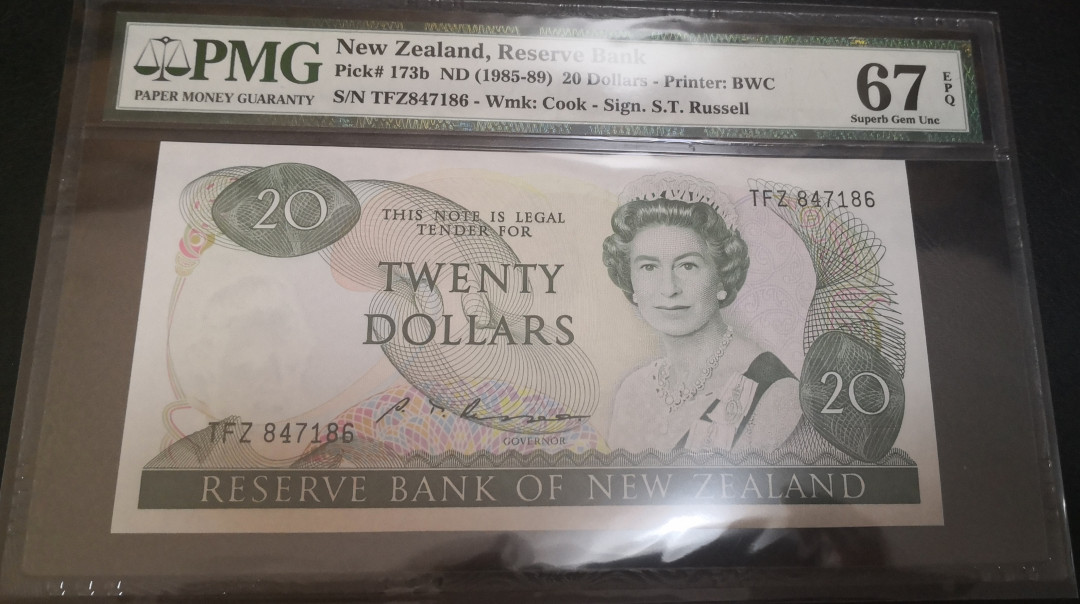 PMG
PAPER MONEY GUARANTY
New Zealand, Reserve Bank
Pick# 173b ND (1985-89) 20 Dollars - Printer: BWC
S/N TFZ847186 - Wmk: Cook - Sign. S.T. Russell
67
EPQ
Superb Gem Unc
20
THIS NOTE IS LEGAL
TENDER FOR
TFZ 847186
TWENTY
DOLLARS
20
TFZ 847186
GOVERNOR
RESERVE BANK OF NEW ZEALAND